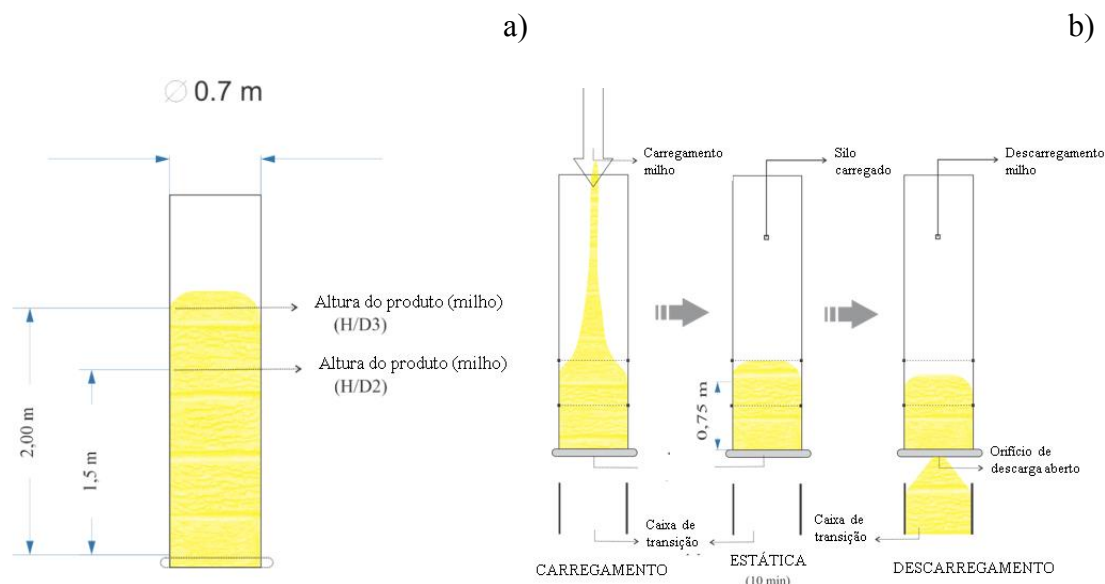 a)
b)
∅ 0.7 m
Altura do produto (milho)
(H/D3)
Altura do produto (milho)
(H/D2)
2,00 m
1,5 m
Carregamento
milho
Silo
carregado
Descarregamento
milho
0,75 m
Orifício de
descarga aberto
Caixa de
transição
Caixa de
transição
CARREGAMENTO
ESTÁTICA
(10 min)
DESCARREGAMENTO